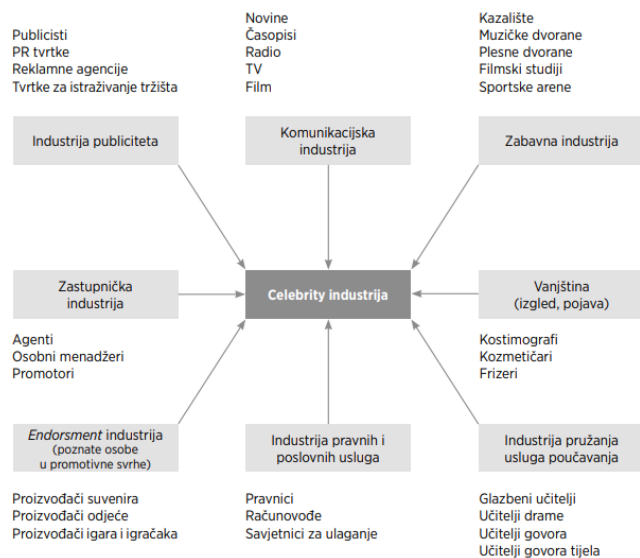 Publicisti
PR tvrtke
Reklamne agencije
Tvrtke za istraživanje tržišta
Novine
Časopisi
Radio
TV
Film
Kazalište
Muzičke dvorane
Plesne dvorane
Filmski studiji
Sportske arene
Industrija publiciteta
Komunikacijska
industrija
Zabavna industrija
Zastupnička
industrija
Celebrity industrija
Vanjština
(izgled, pojava)
Agenti
Osobni menadžeri
Promotori
Kostimografi
Kozmetičari
Frizeri
Endorsment industrija
(poznate osobe
u promotivne svrhe)
Industrija pravnih i
poslovnih usluga
Industrija pružanja
usluga poučavanja
Proizvođači suvenira
Proizvođači odjeće
Proizvođači igara i igračaka
Pravnici
Računovođe
Savjetnici za ulaganje
Glazbeni učitelji
Učitelji drame
Učitelji govora
Učitelji govora tijela